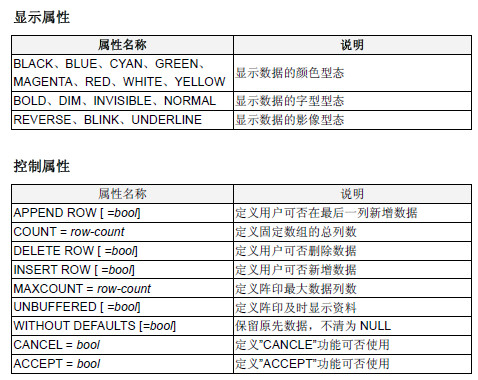 显示属性
属性名称 说明
BLACK、BLUE、CYAN、GREEN、
MAGENTA、RED、WHITE、YELLOW 显示数据的颜色型态
BOLD、DIM、INVISIBLE、NORMAL 显示数据的字型型态
REVERSE、BLINK、UNDERLINE 显示数据的影像型态
控制属性
属性名称 说明
APPEND ROW [ =bool] 定义用户可否在最后一列新增数据
COUNT = row-count 定义固定数组的总列数
DELETE ROW [ =bool] 定义用户可否删除数据
INSERT ROW [ =bool] 定义用户可否新增数据
MAXCOUNT = row-count 定义阵印最大数据列数
UNBUFFERED [ =bool] 定义阵印及时显示资料
WITHOUT DEFAULTS [=bool] 保留原先数据，不清为 NULL
CANCEL = bool 定义”CANCLE”功能可否使用
ACCEPT = bool 定义”ACCEPT”功能可否使用